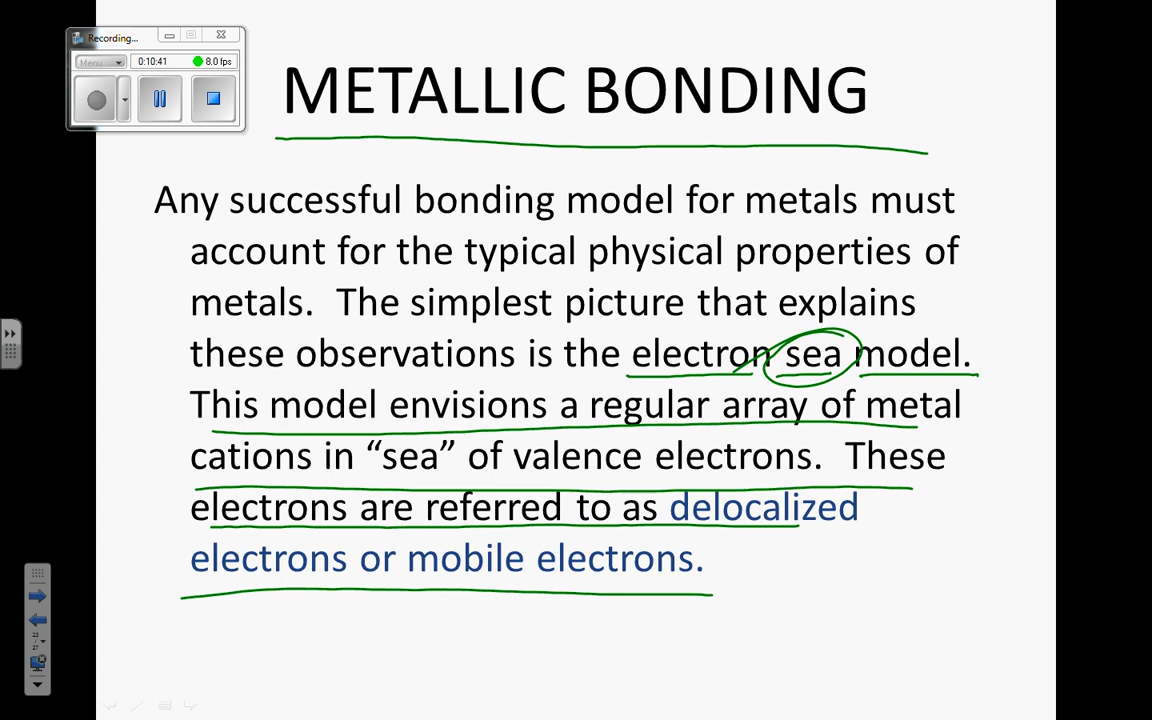 Recording...
Menu
0:10:41
8.0 fps
METALLIC BONDING
Any successful bonding model for metals must
account for the typical physical properties of
metals.  The simplest picture that explains
these observations is the electron sea model.
This model envisions a regular array of metal
cations in “sea” of valence electrons.  These
electrons are referred to as delocalized
electrons or mobile electrons.
23
/
27